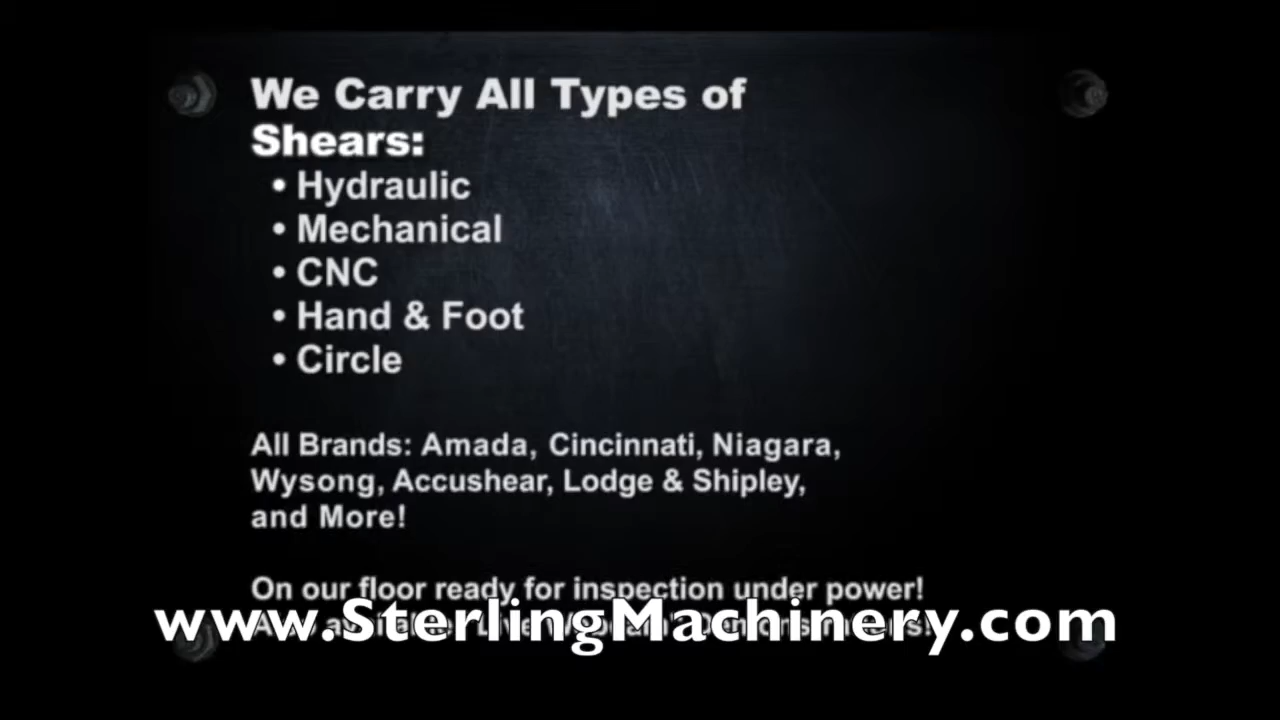 We Carry All Types of
Shears:
• Hydraulic
• Mechanical
• CNC
• Hand & Foot
• Circle
All Brands: Amada, Cincinnati, Niagara,
Wysong, Accushear, Lodge & Shipley,
and More!
On our floor ready for inspection under power!
www.SterlingMachinery.com